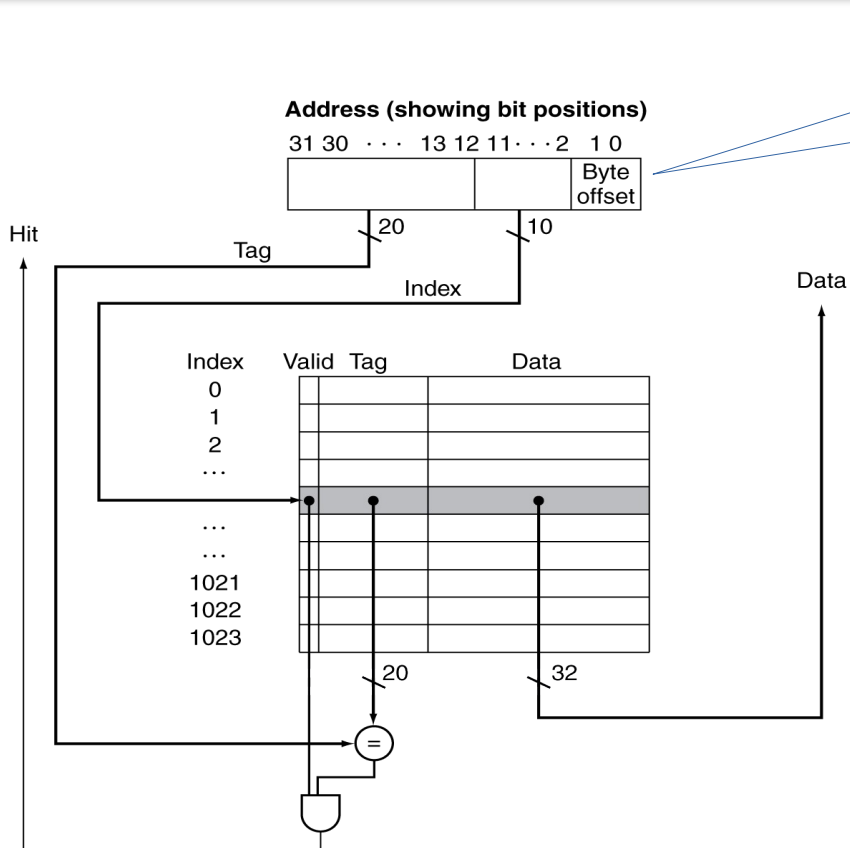 Address (showing bit positions)
31 30 ··· 13 12 11···2 1 0
Byte
offset
20
10
Hit
Tag
Index
Data
Index Valid Tag Data
0
1
2
···
···
···
1021
1022
1023
20
32
=